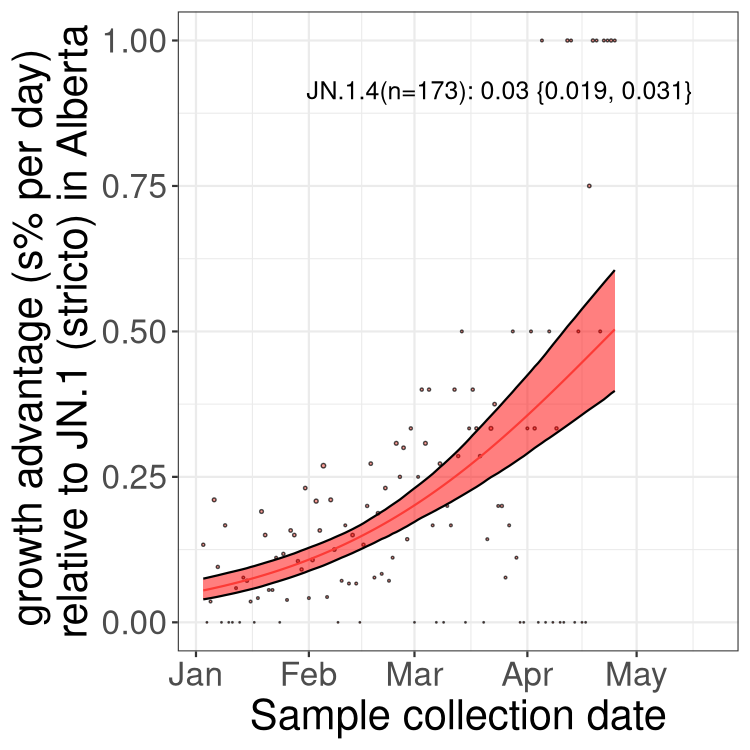 growth advantage (s% per day)
relative to JN.1 (stricto) in Alberta
1.00
0.75
0.50
0.25
0.00
JN.1.4(n=173): 0.03 {0.019, 0.031}
Jan Feb Mar Apr May
Sample collection date